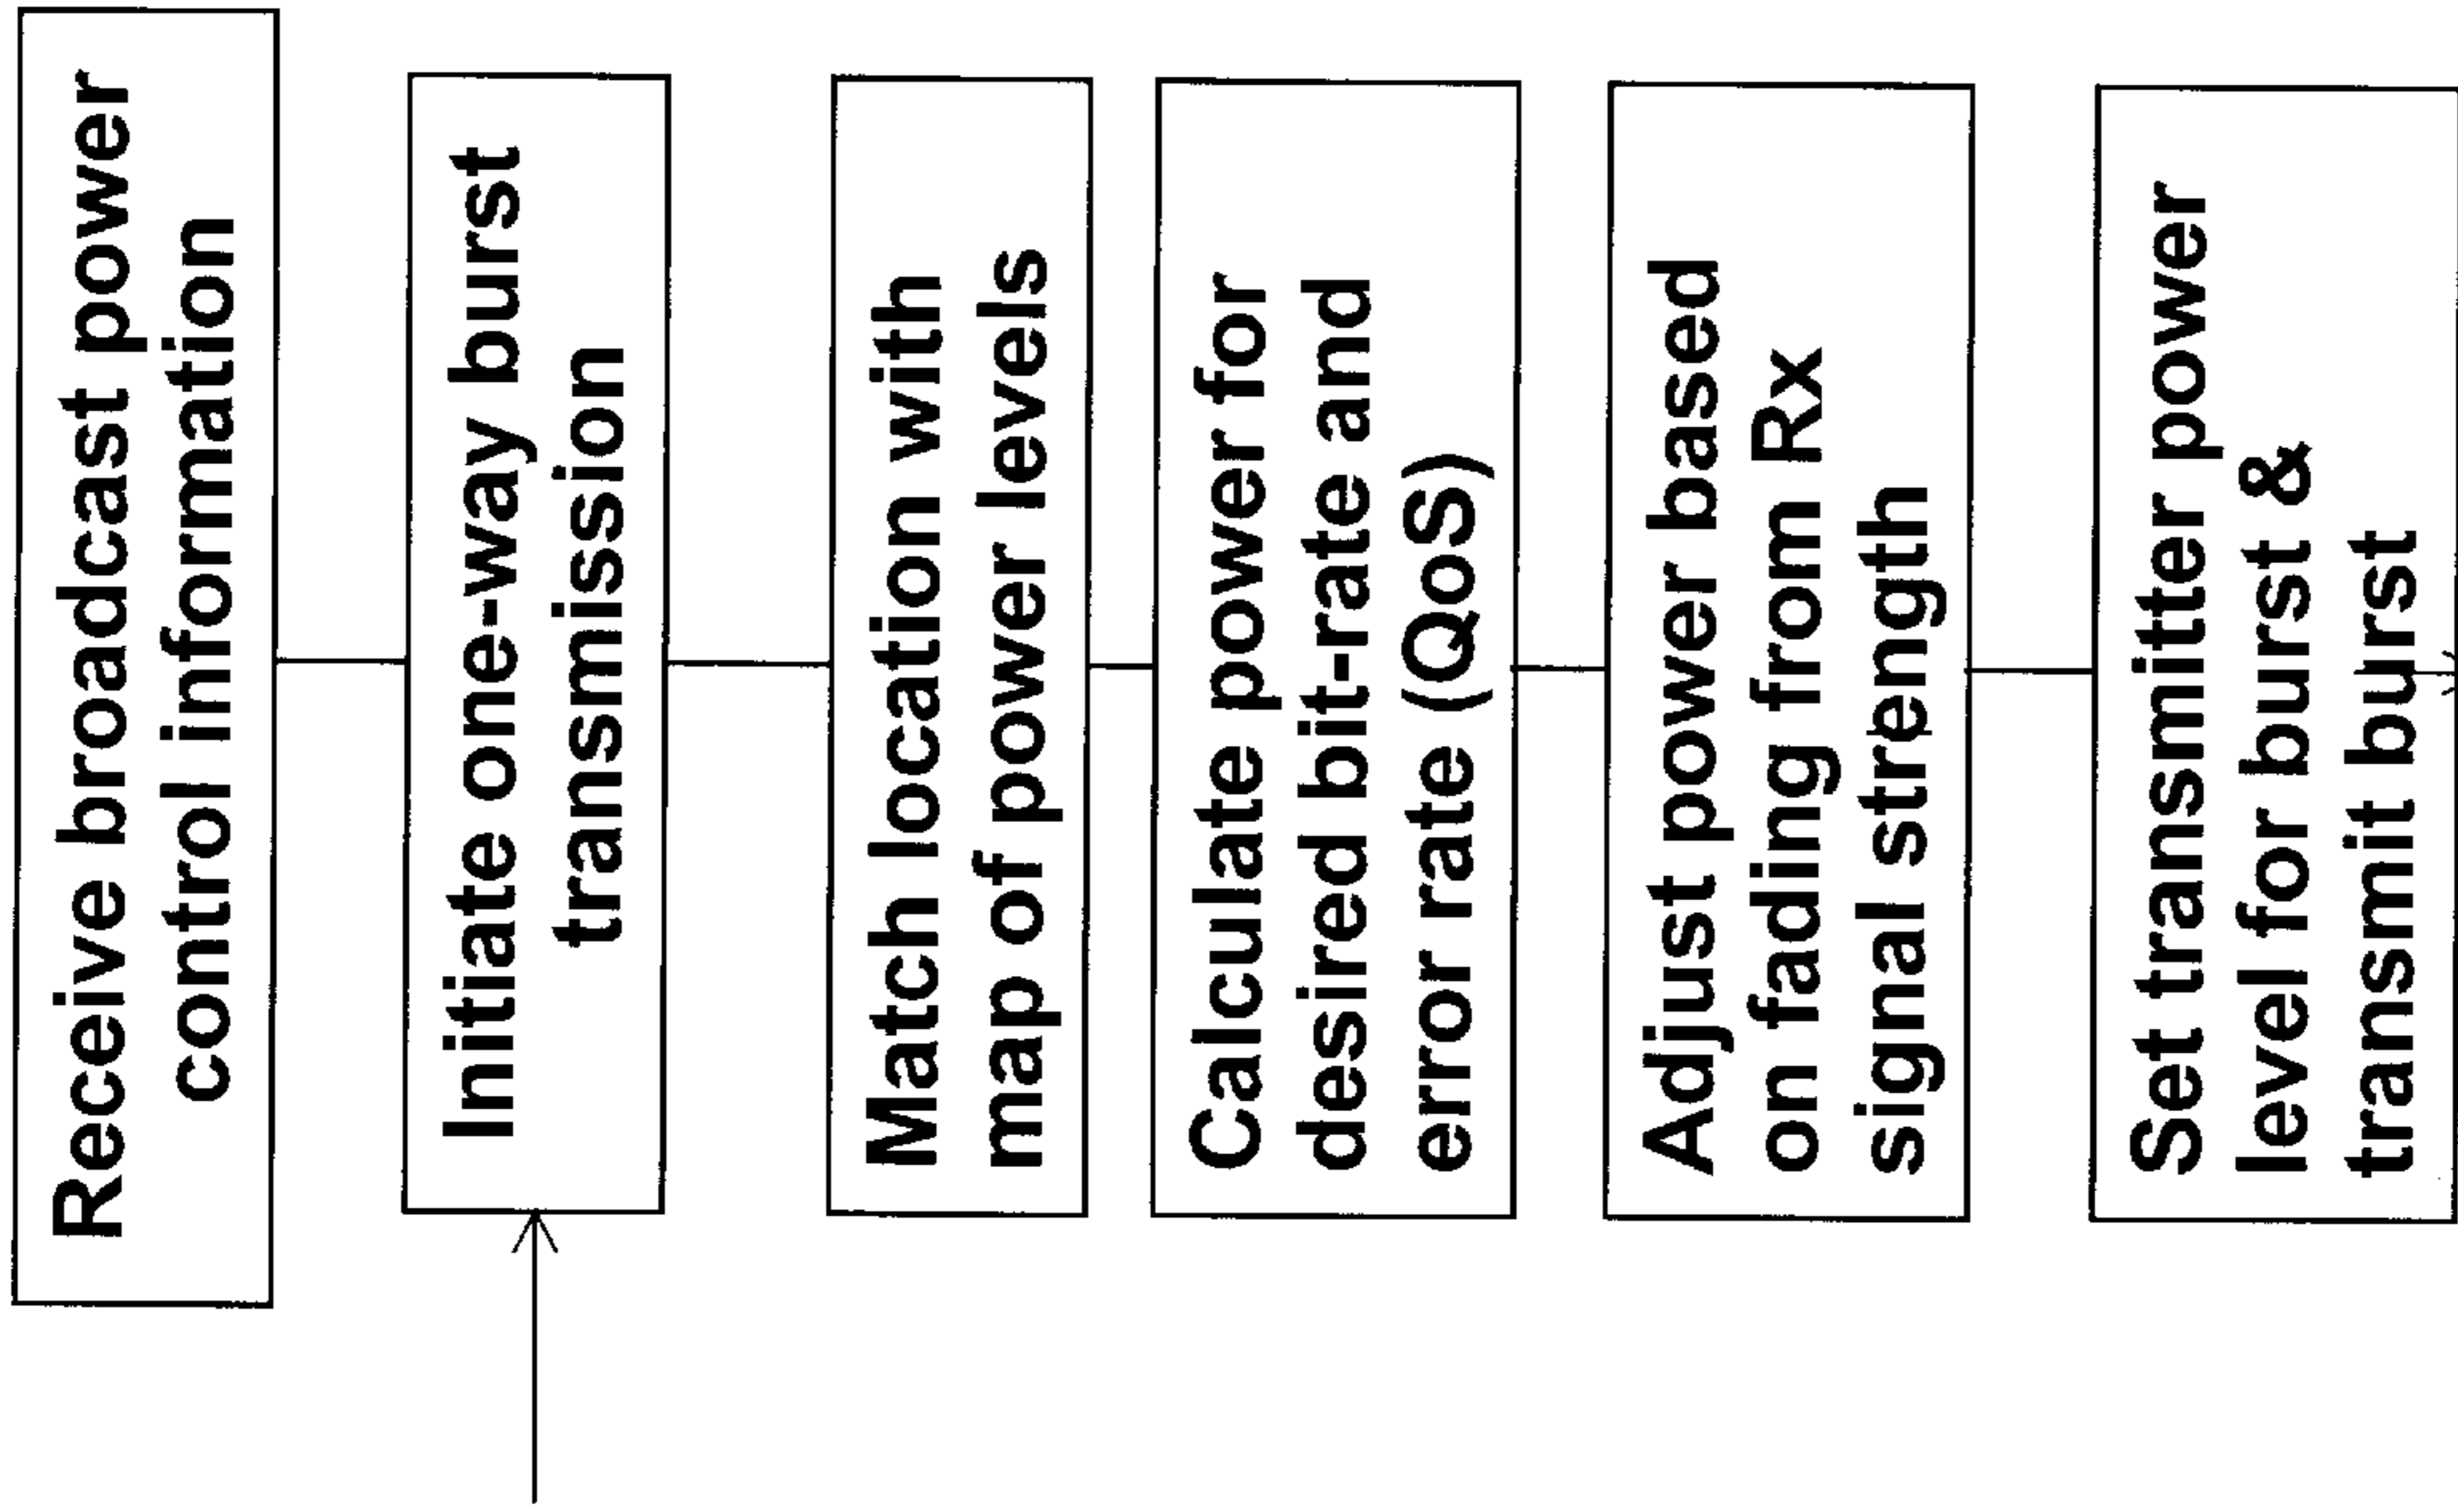 Receive broadcast power
control information
Initiate one-way burst
transmission
Match location with
map of power levels
Calculate power for
desired bit-rate and
error rate (QoS)
Adjust power based
on fading from Rx
signal strength
Set transmitter power
level for burst &
transmit burst